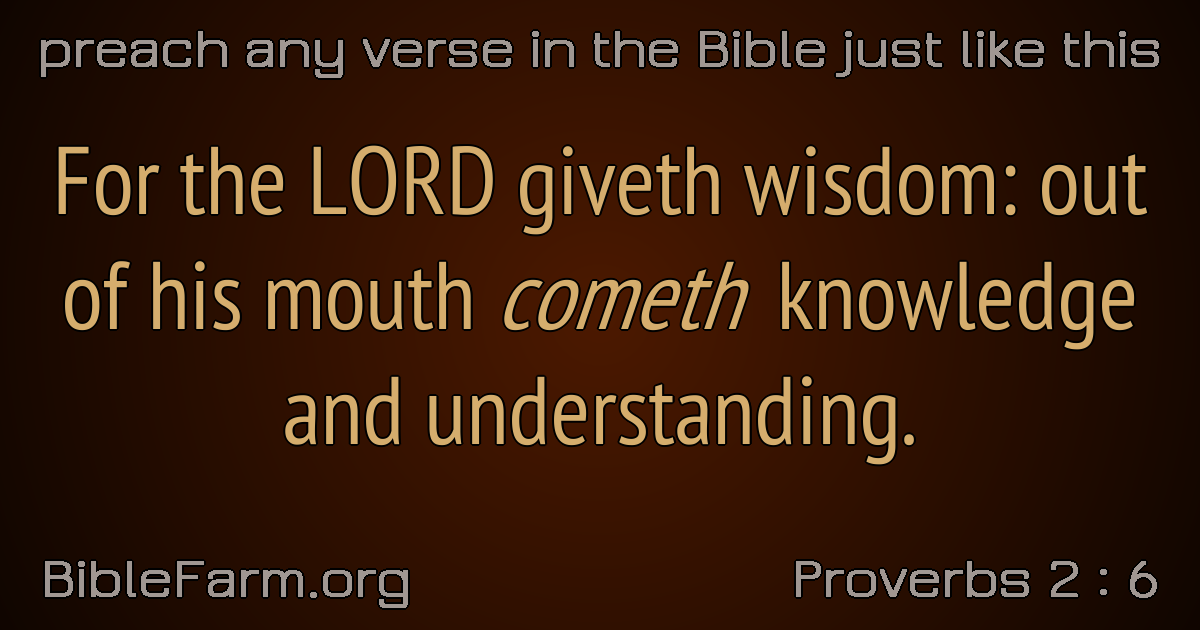 preach any verse in the Bible just like this
For the LORD giveth wisdom: out
of his mouth cometh knowledge
and understanding.
BibleFarm.org
Proverbs 2 : 6